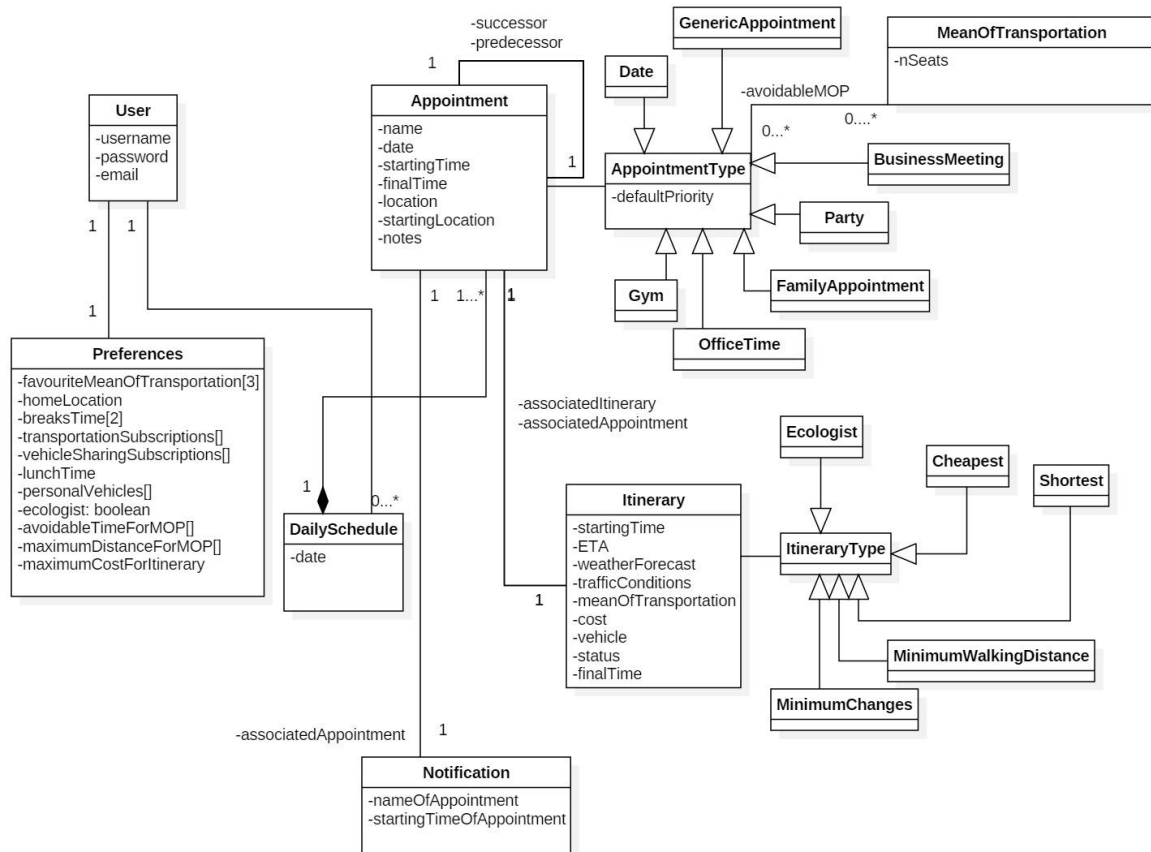 GenericAppointment
MeanOfTransportation
-nSeats
-successor
-predecessor
1
Date
-avoidableMOP
0...*
0....*
User
-username
-password
-email
Appointment
-name
-date
-startingTime
-finalTime
-location
-startingLocation
-notes
1
AppointmentType
-defaultPriority
BusinessMeeting
Party
FamilyAppointment
Gym
OfficeTime
1
1
1
1...*
1
1
Preferences
-favouriteMeanOfTransportation[3]
-homeLocation
-breaksTime[2]
-transportationSubscriptions[]
-vehicleSharingSubscriptions[]
-lunchTime
-personalVehicles[]
-ecologist: boolean
-avoidableTimeForMOP[]
-maximumDistanceForMOP[]
-maximumCostForItinerary
-associatedItinerary
-associatedAppointment
1
0...*
DailySchedule
-date
Ecologist
Cheapest
Shortest
Itinerary
-startingTime
-ETA
-weatherForecast
-trafficConditions
-meanOfTransportation
-cost
-vehicle
-status
-finalTime
1
ItineraryType
MinimumWalkingDistance
MinimumChanges
-associatedAppointment
1
Notification
-nameOfAppointment
-startingTimeOfAppointment